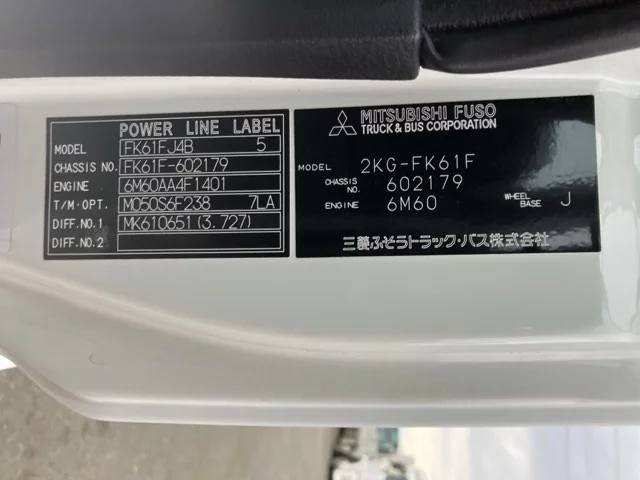 POWER LINE LABEL
MODEL FK61FJ4B 5
CHASSIS NO. FK61F-602179
ENGINE 6M60AA4F1401
T/M・OPT. M050S6F238 7LA
DIFF.NO.1 MK610651(3.727)
DIFF.NO.2
MITSUBISHI FUSO
TRUCK & BUS CORPORATION
MODEL 2KG-FK61F
CHASSIS NO. 602179
ENGINE 6M60 WHEEL BASE J
三菱ふそうトラック・バス株式会社